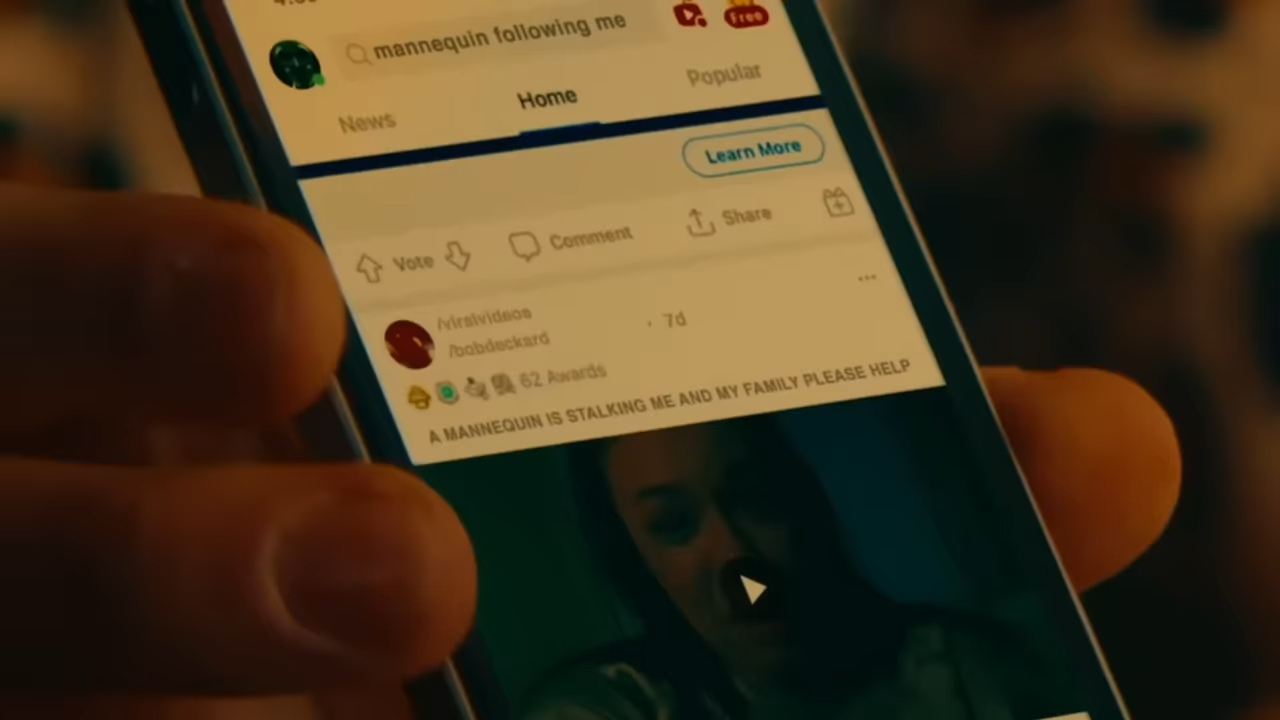 mannequin following me
Free
News Home Popular
Learn More
Vote Comment Share
/viralvideos
/bobdeckard · 7d
62 Awards
A MANNEQUIN IS STALKING ME AND MY FAMILY PLEASE HELP